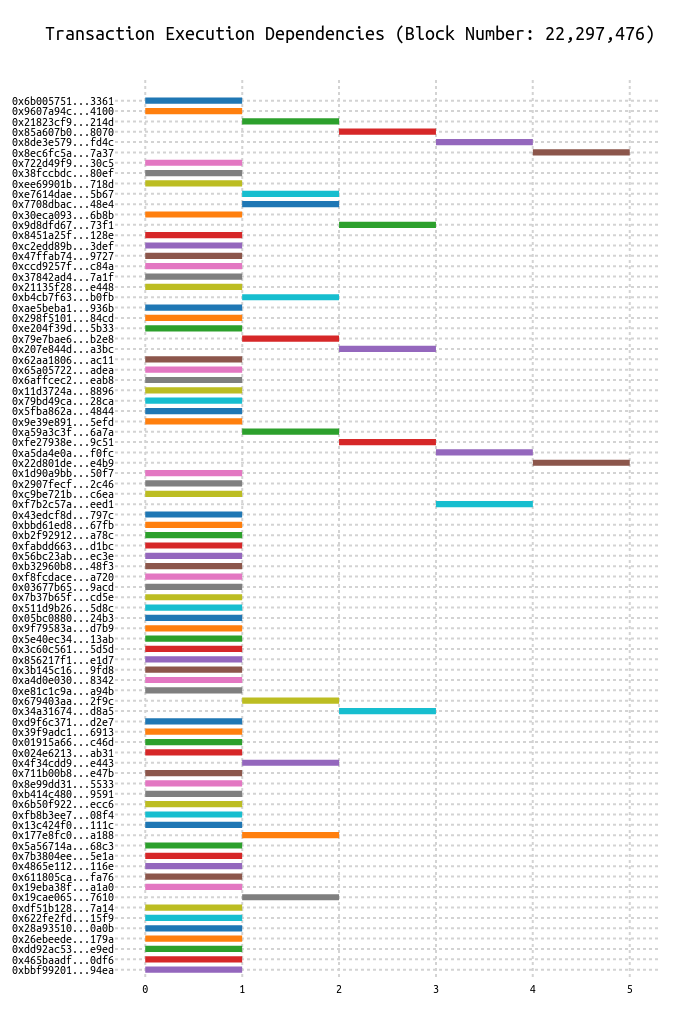 Transaction Execution Dependencies (Block Number: 22,297,476)
0x6b005751...3361
0x9607a94c...4100
0x21823cf9...214d
0x85a607b0...8070
0x8de3e579...fd4c
0x8ec6fc5a...7a37
0x722d49f9...30c5
0x38fccbdc...80ef
0xee69901b...718d
0xe7614dae...5b67
0x7708dbac...48e4
0x30eca093...6b8b
0x9d8dfd67...73f1
0x8451a25f...128e
0xc2edd89b...3def
0x47ffab74...9727
0xccd9257f...c84a
0x37842ad4...7a1f
0x21135f28...e448
0xb4cb7f63...b0fb
0xae5beba1...936b
0x298f5101...84cd
0xe204f39d...5b33
0x79e7bae6...b2e8
0x207e844d...a3bc
0x62aa1806...ac11
0x65a05722...adea
0x6affcec2...eab8
0x11d3724a...8896
0x79bd49ca...28ca
0x5fba862a...4844
0x9e39e891...5efd
0xa59a3c3f...6a7a
0xfe27938e...9c51
0xa5da4e0a...f0fc
0x22d801de...e4b9
0x1d90a9bb...50f7
0x2907fecf...2c46
0xc9be721b...c6ea
0xf7b2c57a...eed1
0x43edcf8d...797c
0xbbd61ed8...67fb
0xb2f92912...a78c
0xfabdd663...d1bc
0x56bc23ab...ec3e
0xb32960b8...48f3
0xf8fcdace...a720
0x03677b65...9acd
0x7b37b65f...cd5e
0x511d9b26...5d8c
0x05bc0880...24b3
0x9f79583a...d7b9
0x5e40ec34...13ab
0x3c60c561...5d5d
0x856217f1...e1d7
0x3b145c16...9fd8
0xa4d0e030...8342
0xe81c1c9a...a94b
0x679403aa...2f9c
0x34a31674...d8a5
0xd9f6c371...d2e7
0x39f9adc1...6913
0x01915a66...c46d
0x024e6213...ab31
0x4f34cdd9...e443
0x711b00b8...e47b
0x8e99dd31...5533
0xb414c480...9591
0x6b50f922...ecc6
0xfb8b3ee7...08f4
0x13c424f0...111c
0x177e8fc0...a188
0x5a56714a...68c3
0x7b3804ee...5e1a
0x4865e112...116e
0x611805ca...fa76
0x19eba38f...a1a0
0x19cae065...7610
0xdf51b128...7a14
0x622fe2fd...15f9
0x28a93510...0a0b
0x26ebeede...179a
0xdd92ac53...e9ed
0x465baadf...0df6
0xbbf99201...94ea
0 1 2 3 4 5